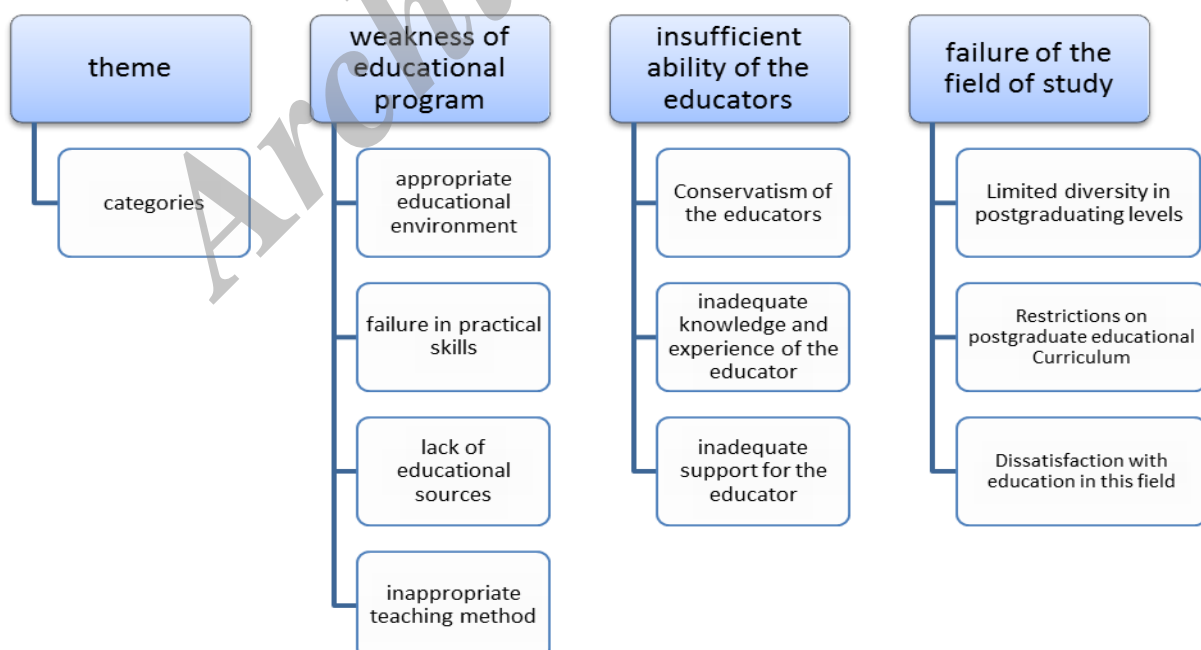 theme
categories
weakness of
educational
program
appropriate
educational
environment
failure in practical
skills
lack of
educational
sources
inappropriate
teaching method
insufficient
ability of the
educators
Conservatism of
the educators
inadequate
knowledge and
experience of the
educator
inadequate
support for the
educator
failure of the
field of study
Limited diversity in
postgraduating levels
Restrictions on
postgraduate educational
Curriculum
Dissatisfaction with
education in this field